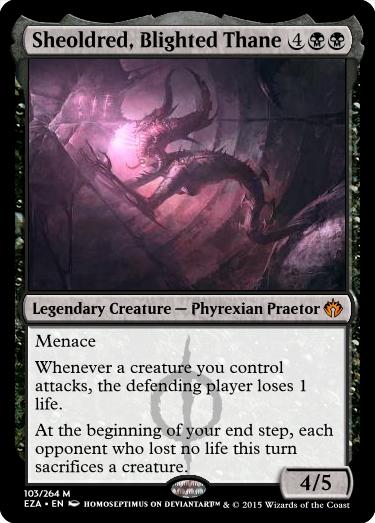 Sheoldred, Blighted Thane 4
Legendary Creature — Phyrexian Praetor
Menace
Whenever a creature you control
attacks, the defending player loses 1
life.
At the beginning of your end step, each
opponent who lost no life this turn
sacrifices a creature.
4/5
103/264 M
EZA • EN HOMOSEPTIMUS ON DEVIANTART™ & © 2015 Wizards of the Coast